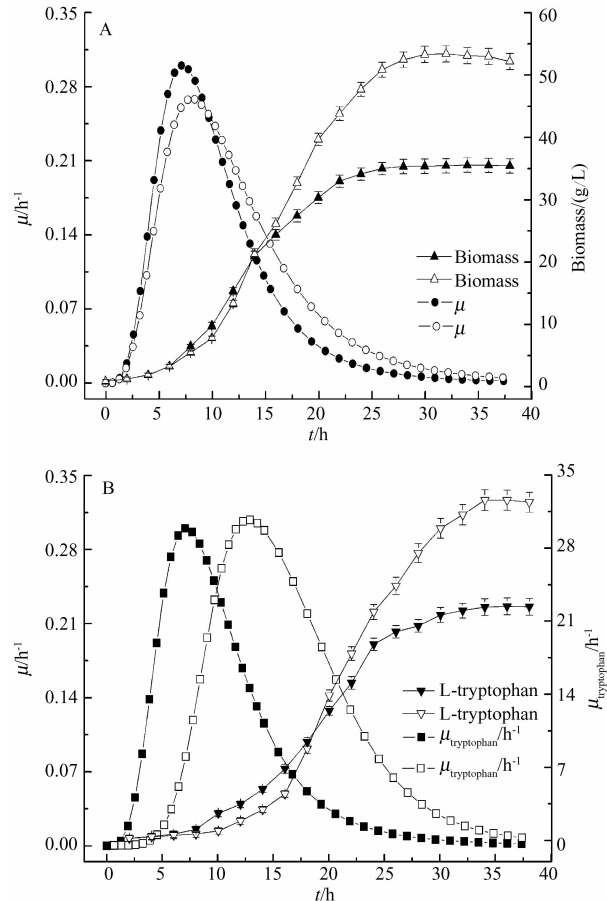 A
0.35
0.28
0.21
0.14
0.07
0.00
μ/h-1
60
50
40
30
20
10
0
Biomass/(g/L)
Biomass
Biomass
μ
μ
0 5 10 15 20 25 30 35 40
t/h
B
0.35
0.28
0.21
0.14
0.07
0.00
μ/h-1
35
28
21
14
7
0
μtryptophan/h-1
L-tryptophan
L-tryptophan
μtryptophan/h-1
μtryptophan/h-1
0 5 10 15 20 25 30 35 40
t/h